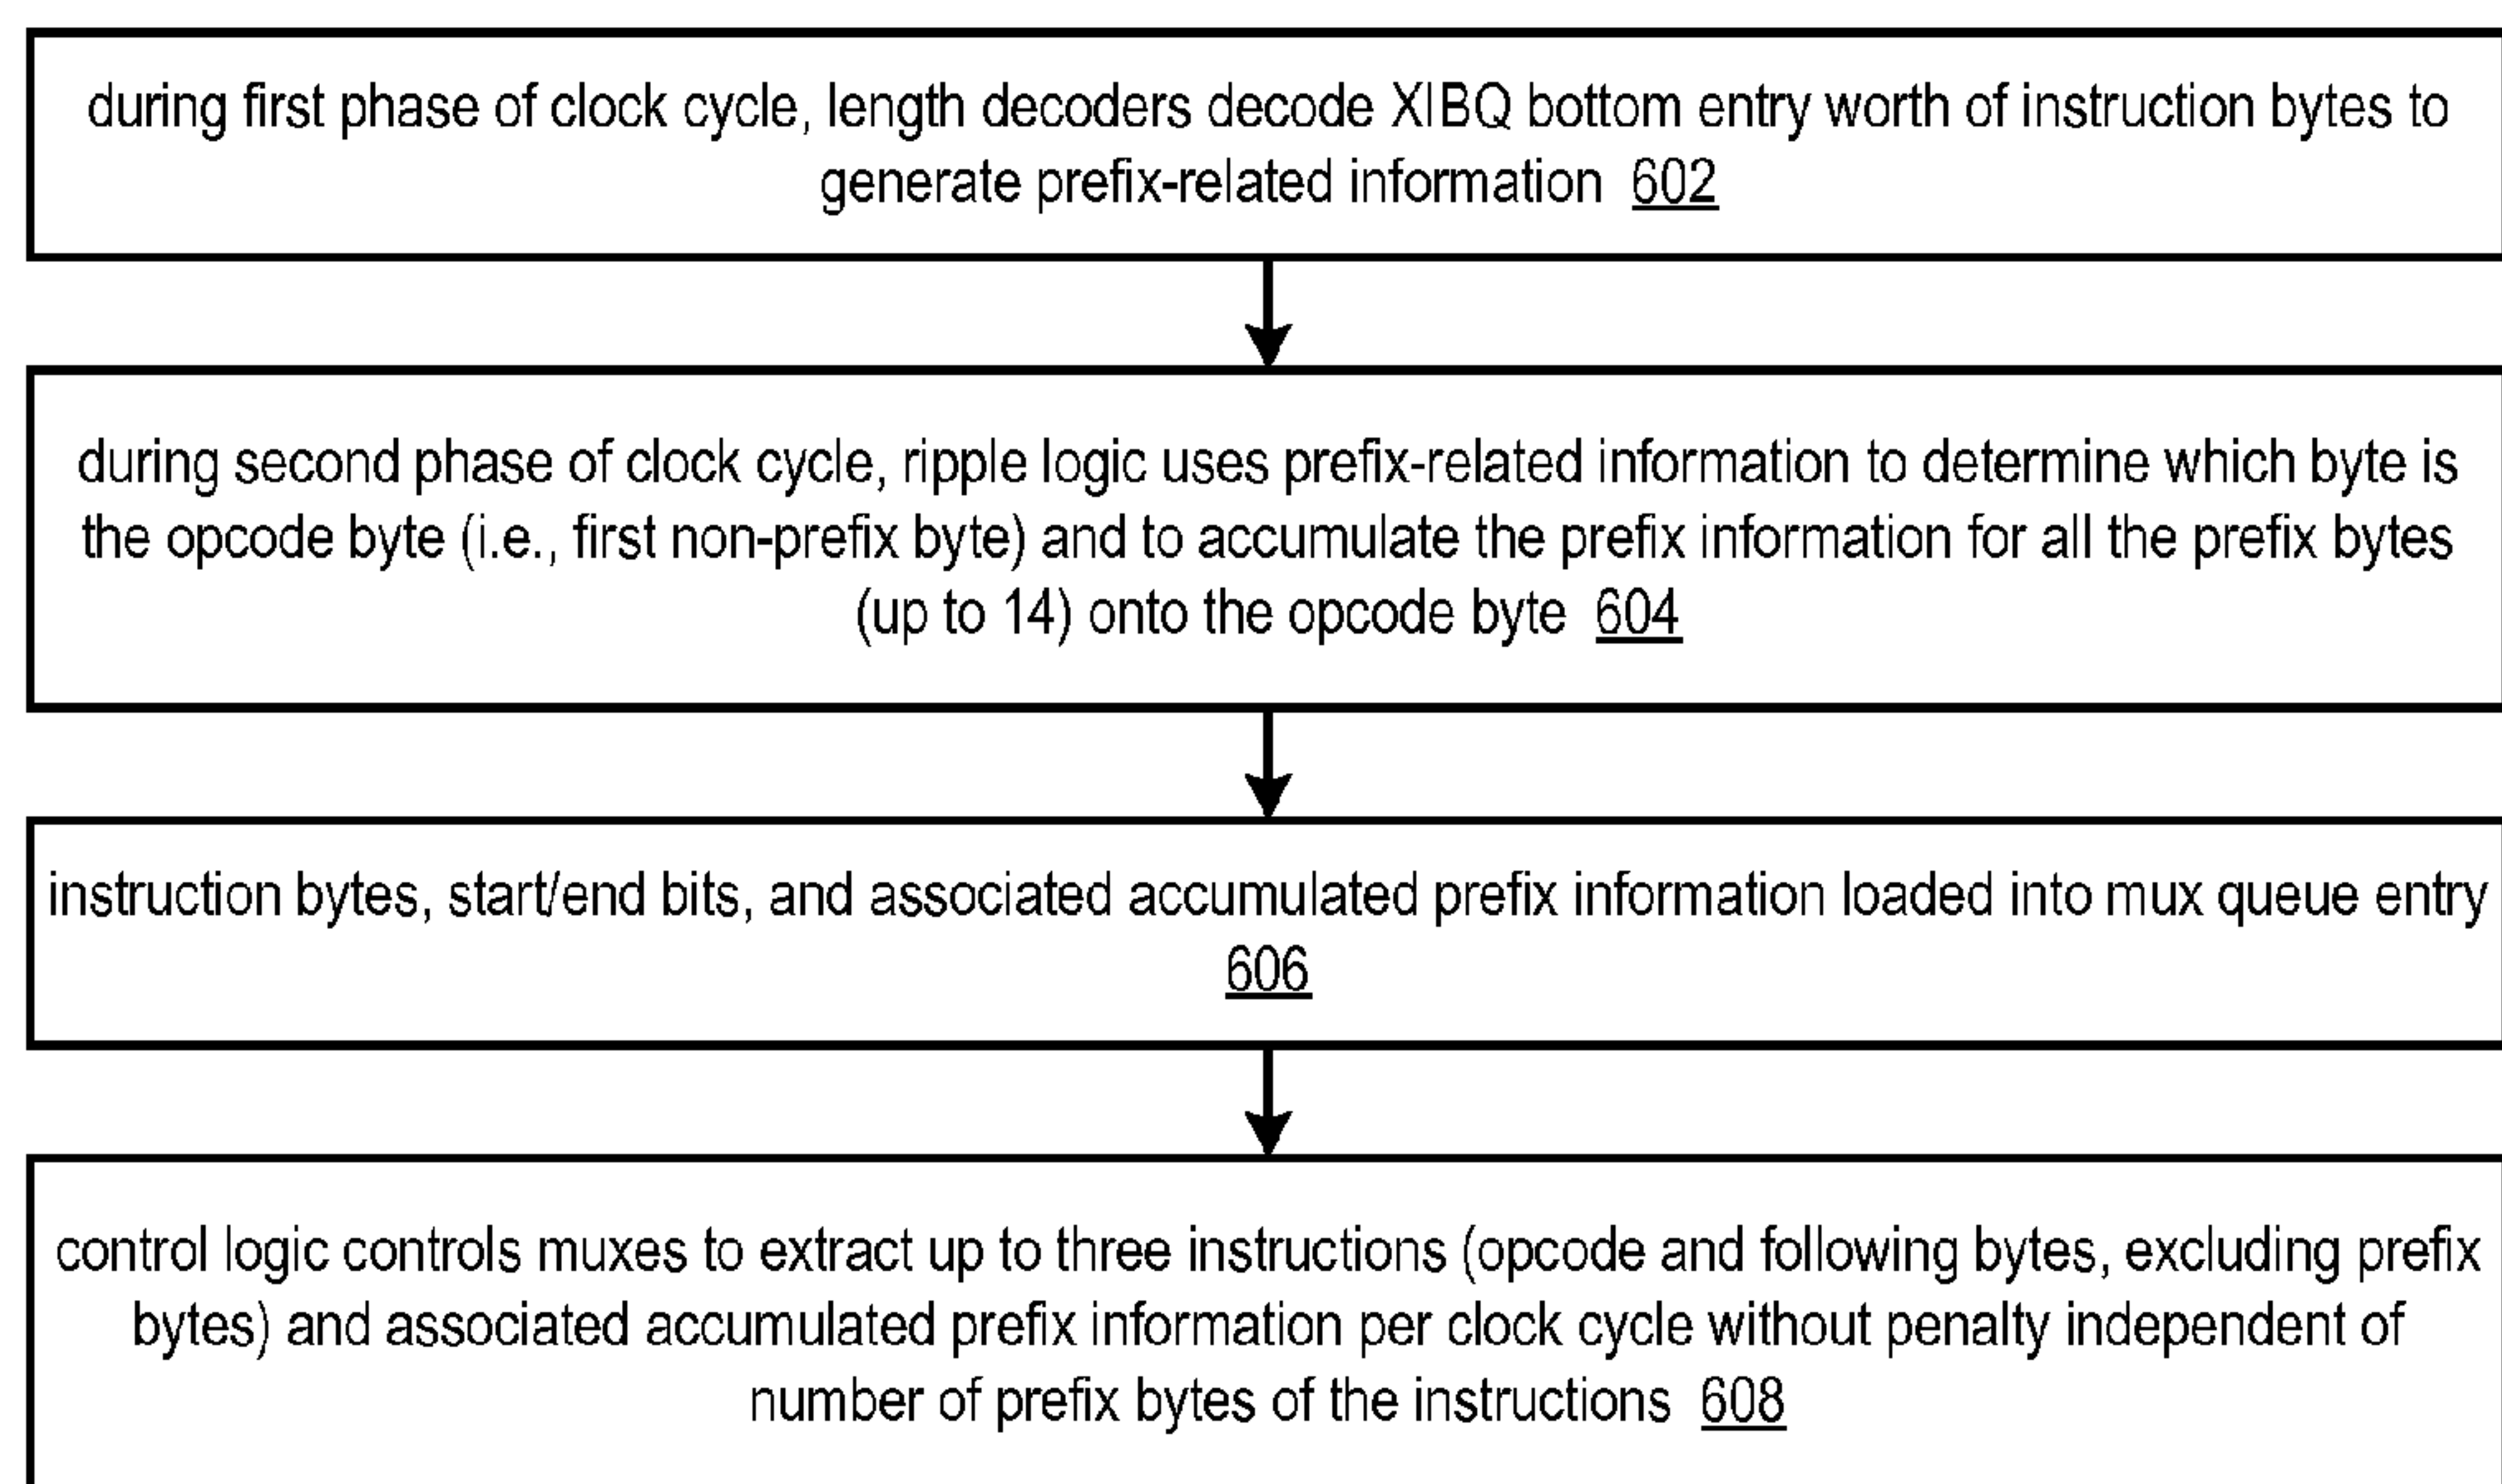 during first phase of clock cycle, length decoders decode XIBQ bottom entry worth of instruction bytes to
generate prefix-related information 602
during second phase of clock cycle, ripple logic uses prefix-related information to determine which byte is
the opcode byte (i.e., first non-prefix byte) and to accumulate the prefix information for all the prefix bytes
(up to 14) onto the opcode byte 604
instruction bytes, start/end bits, and associated accumulated prefix information loaded into mux queue entry
606
control logic controls muxes to extract up to three instructions (opcode and following bytes, excluding prefix
bytes) and associated accumulated prefix information per clock cycle without penalty independent of
number of prefix bytes of the instructions 608